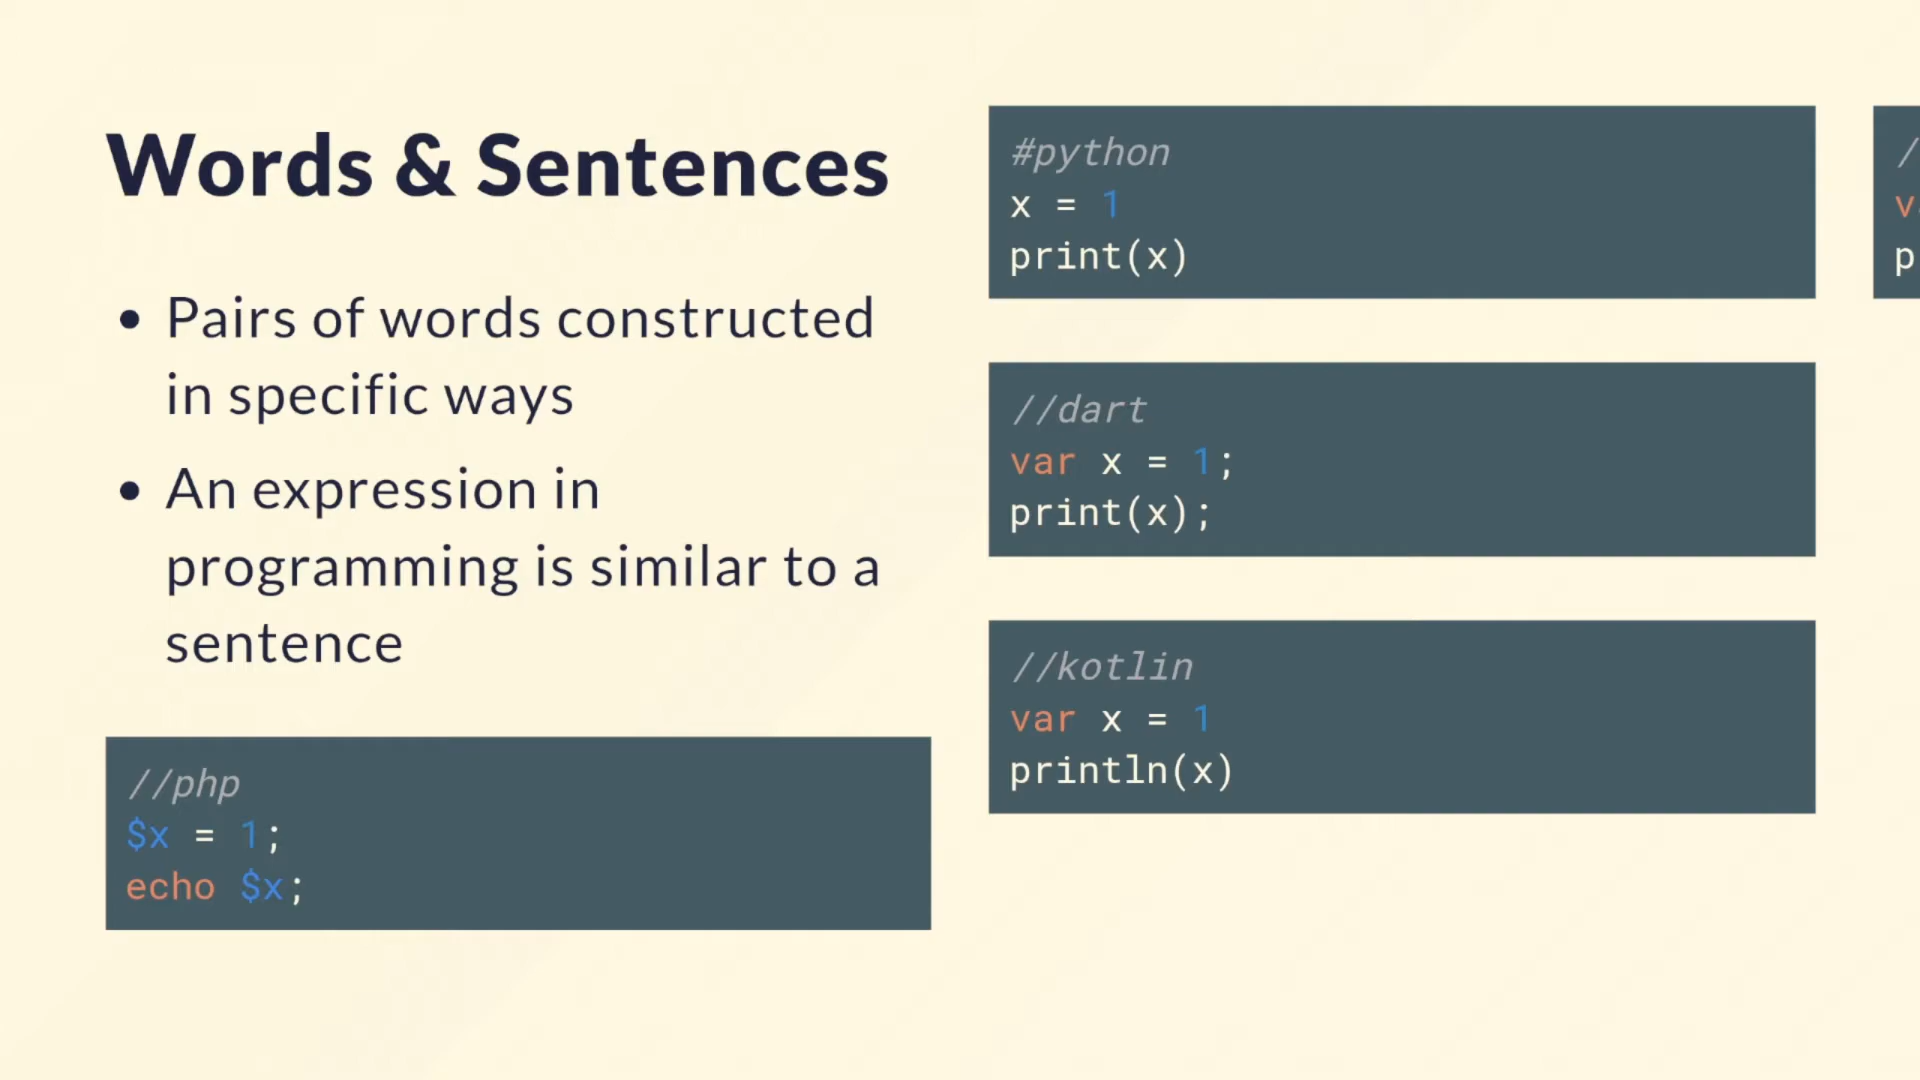 Words & Sentences
• Pairs of words constructed
in specific ways
• An expression in
programming is similar to a
sentence
//php
$x = 1;
echo $x;
#python
x = 1
print(x)
//dart
var x = 1;
print(x);
//kotlin
var x = 1
println(x)